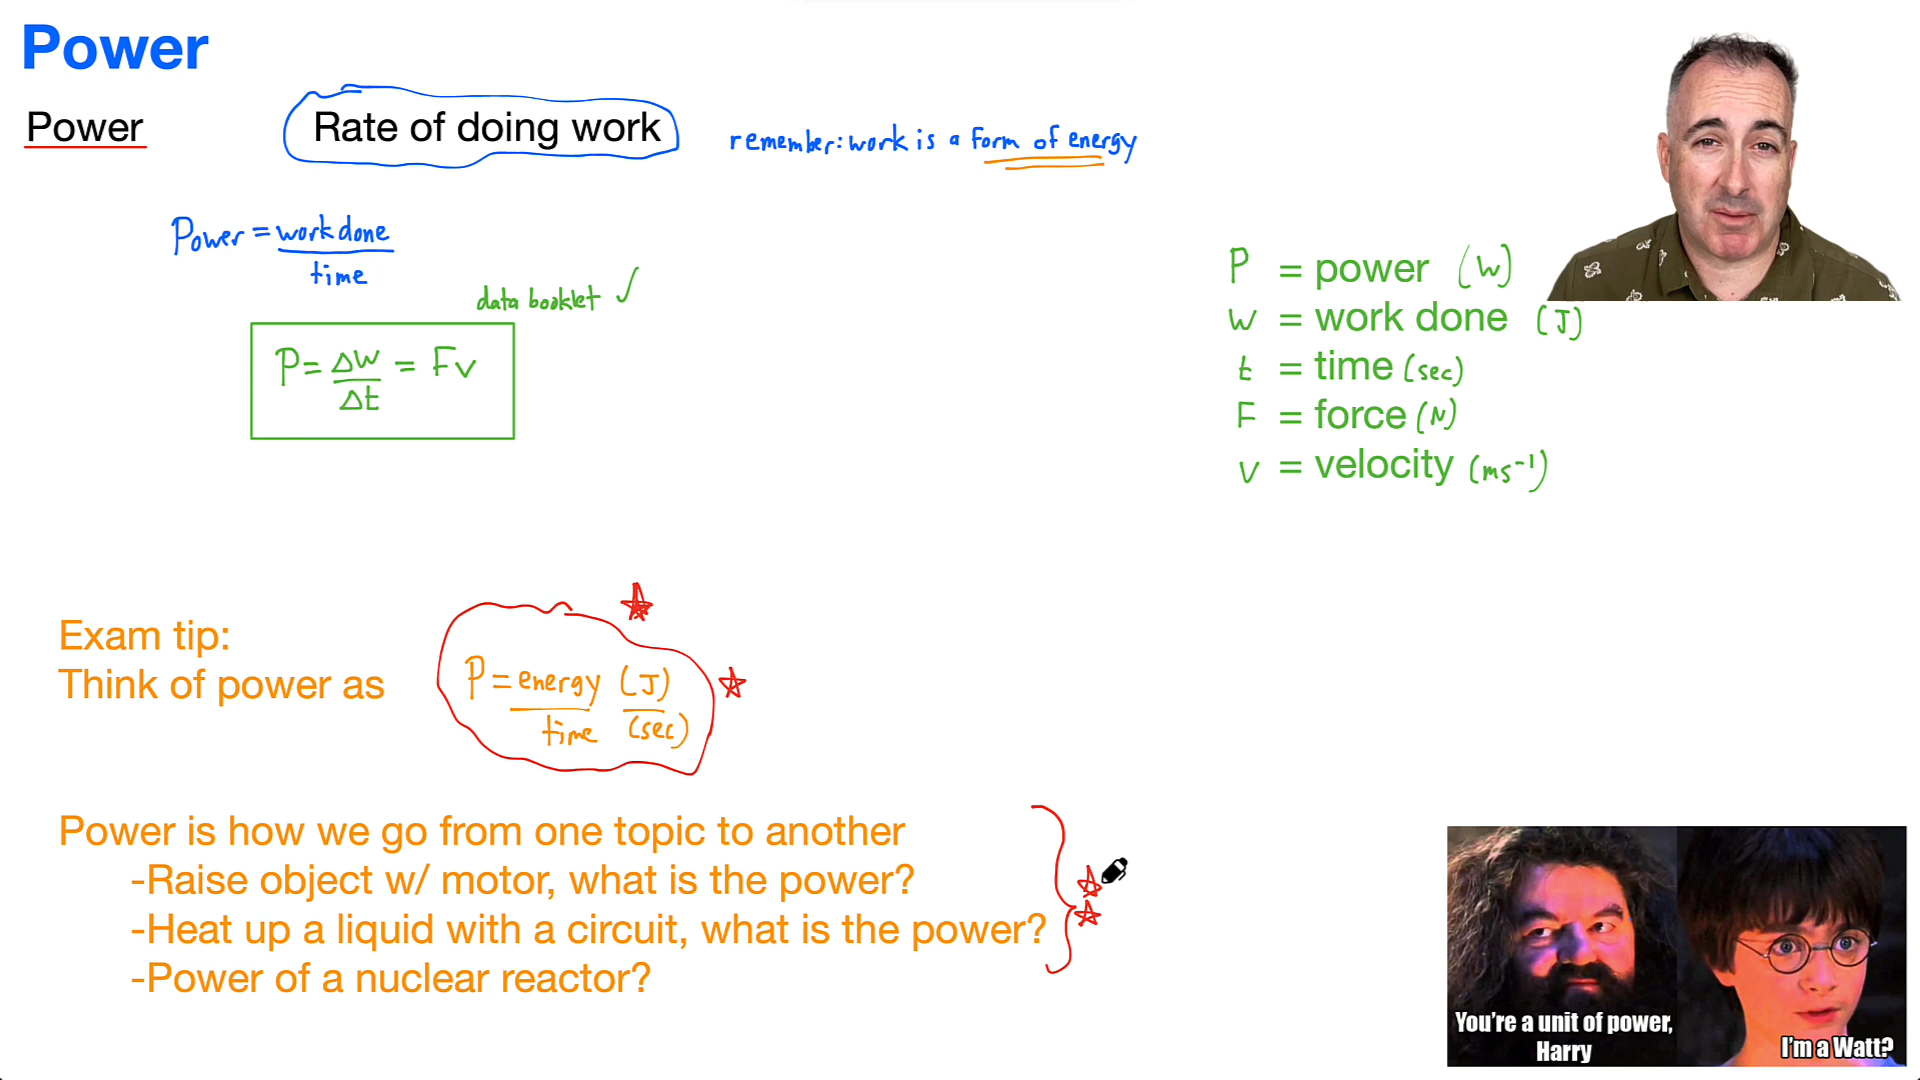 Power
Power
Rate of doing work
remember: work is a form of energy
Power = work done
time
data booklet ✓
P = ΔW = Fv
Δt
P = power (W)
W = work done (J)
t = time (sec)
F = force (N)
v = velocity (ms⁻¹)
Exam tip:
Think of power as
P = energy (J)
time (sec)
Power is how we go from one topic to another
-Raise object w/ motor, what is the power?
-Heat up a liquid with a circuit, what is the power?
-Power of a nuclear reactor?
You're a unit of power,
Harry
I'm a Watt?